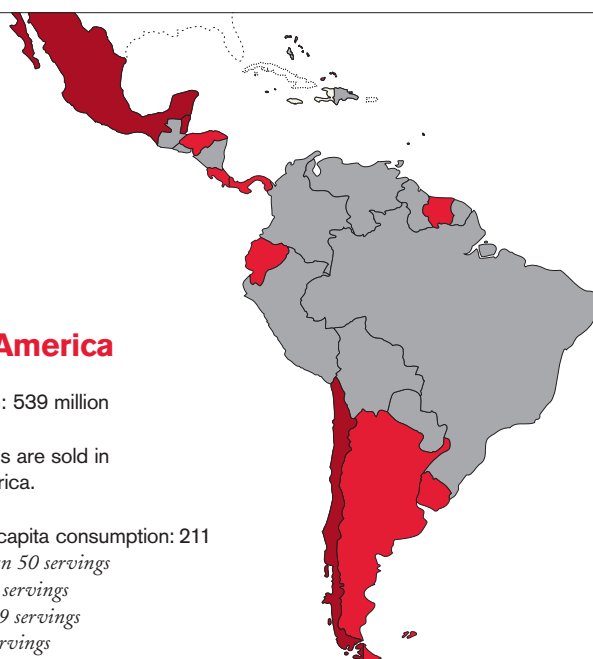 America
: 539 million
s are sold in
rica.
capita consumption: 211
n 50 servings
servings
9 servings
rvings